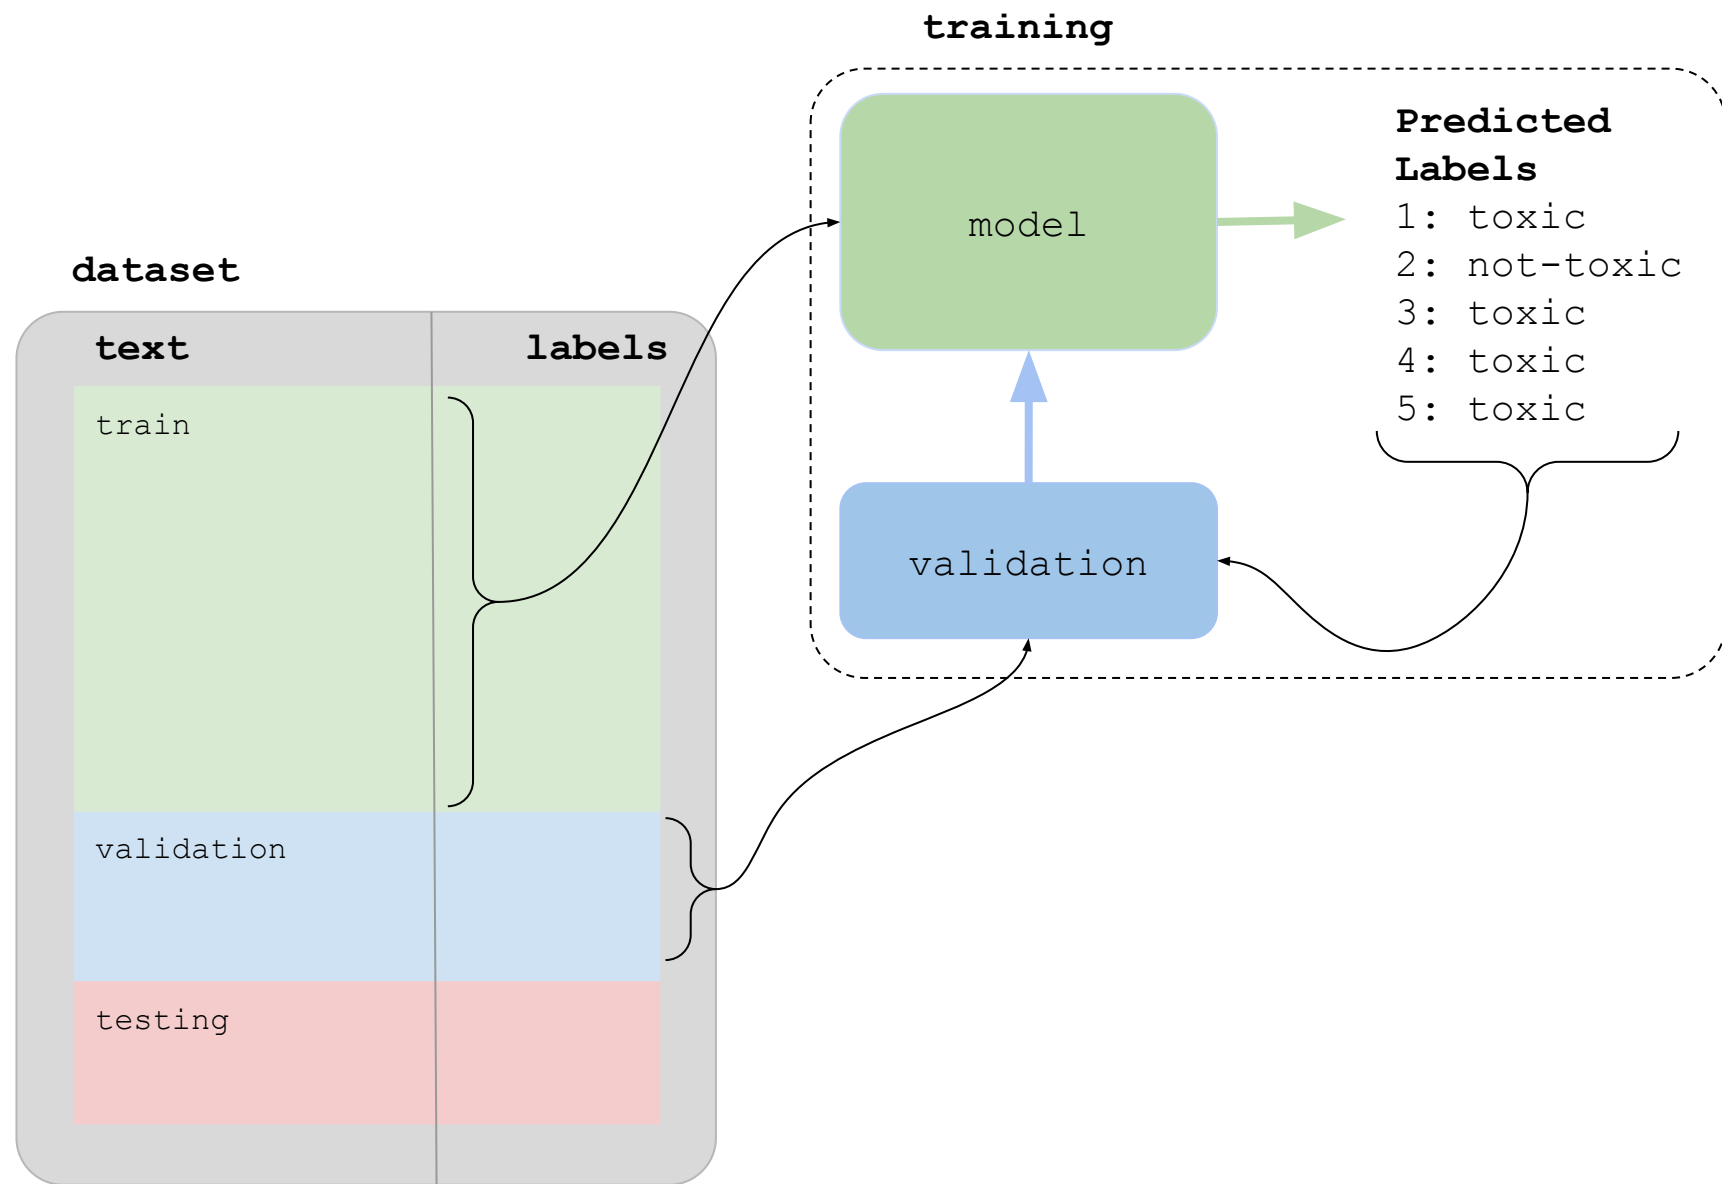 training
Predicted
Labels
1: toxic
2: not-toxic
3: toxic
4: toxic
5: toxic
model
validation
dataset
text
labels
train
validation
testing